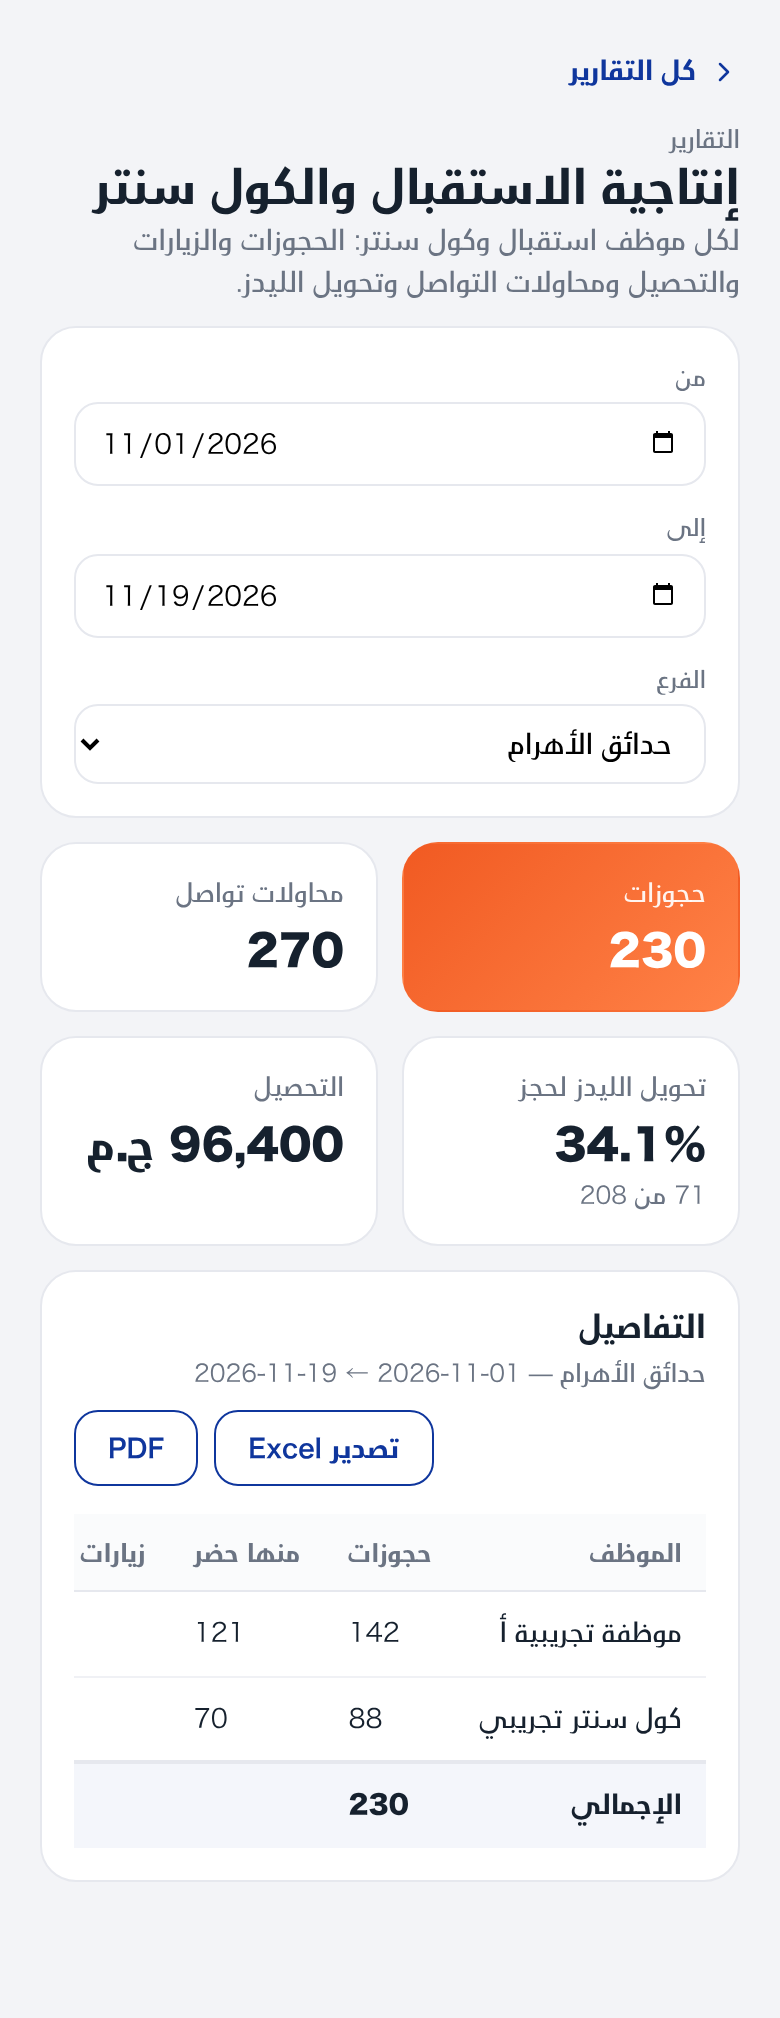 كل التقارير
التقارير
إنتاجية الاستقبال والكول سنتر
لكل موظف استقبال وكول سنتر: الحجوزات والزيارات
والتحصيل ومحاولات التواصل وتحويل الليدز.
من
11/01/2026
إلى
11/19/2026
الفرع
حدائق الأهرام
حجوزات
230
محاولات تواصل
270
تحويل الليدز لحجز
34.1%
71 من 208
التحصيل
96,400 ج.م
التفاصيل
حدائق الأهرام — 2026-11-01 ← 2026-11-19
تصدير Excel
PDF
الموظف حجوزات منها حضر زيارات
موظفة تجريبية أ 142 121
كول سنتر تجريبي 88 70
الإجمالي 230